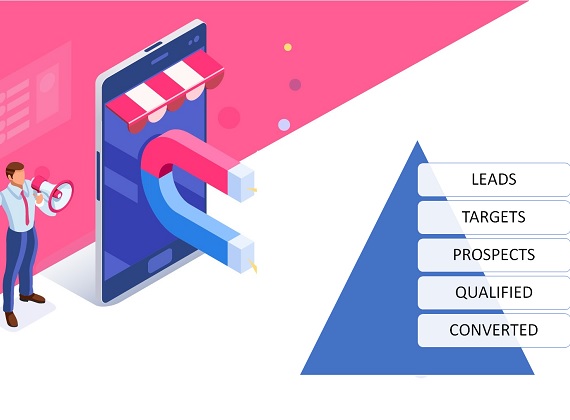 LEADS
TARGETS
PROSPECTS
QUALIFIED
CONVERTED